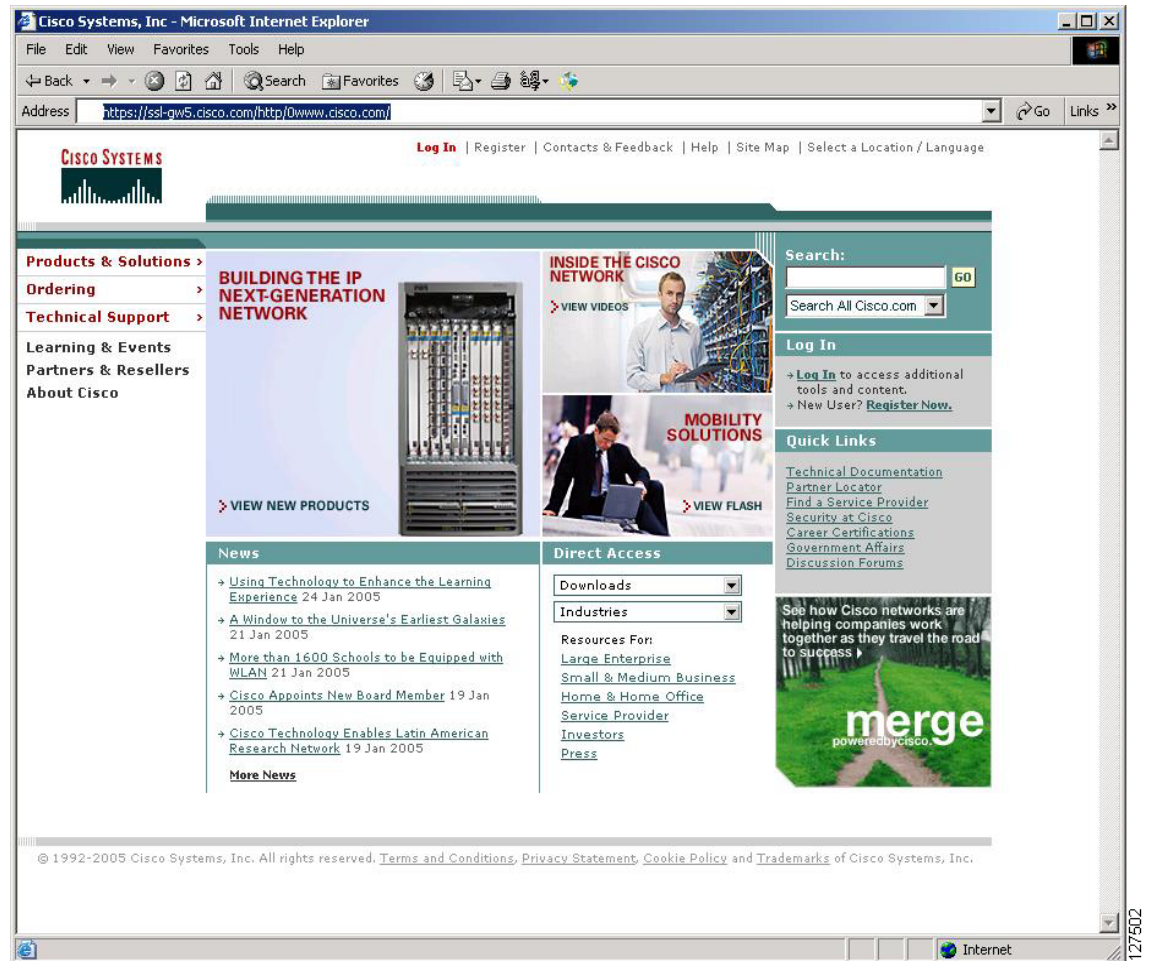 Cisco Systems, Inc - Microsoft Internet Explorer
File Edit View Favorites Tools Help
Back Search Favorites
Address https://ssl-gw5.cisco.com/http/0www.cisco.com/ Go Links »
CISCO SYSTEMS
Log In | Register | Contacts & Feedback | Help | Site Map | Select a Location / Language
Products & Solutions ›
Ordering ›
Technical Support ›
Learning & Events
Partners & Resellers
About Cisco
BUILDING THE IP
NEXT-GENERATION
NETWORK
VIEW NEW PRODUCTS
INSIDE THE CISCO
NETWORK
VIEW VIDEOS
MOBILITY
SOLUTIONS
VIEW FLASH
Search:
GO
Search All Cisco.com
Log In
Log In to access additional
tools and content.
New User? Register Now.
Quick Links
Technical Documentation
Partner Locator
Find a Service Provider
Security at Cisco
Career Certifications
Government Affairs
Discussion Forums
See how Cisco networks are
helping companies work
together as they travel the road
to success
merge
poweredbycisco.
News
Using Technology to Enhance the Learning
Experience 24 Jan 2005
A Window to the Universe's Earliest Galaxies
21 Jan 2005
More than 1600 Schools to be Equipped with
WLAN 21 Jan 2005
Cisco Appoints New Board Member 19 Jan
2005
Cisco Technology Enables Latin American
Research Network 19 Jan 2005
More News
Direct Access
Downloads
Industries
Resources For:
Large Enterprise
Small & Medium Business
Home & Home Office
Service Provider
Investors
Press
© 1992-2005 Cisco Systems, Inc. All rights reserved. Terms and Conditions, Privacy Statement, Cookie Policy and Trademarks of Cisco Systems, Inc.
Internet
127502